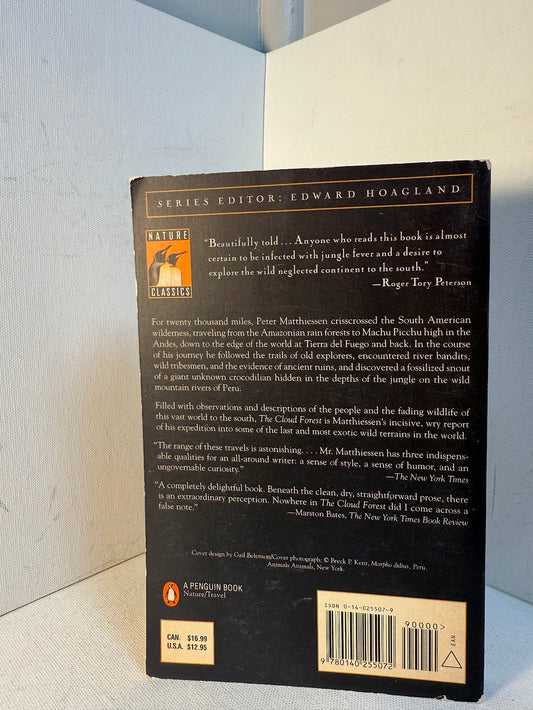 SERIES EDITOR: EDWARD HOAGLAND
NATURE
CLASSICS
"Beautifully told . . . Anyone who reads this book is almost
certain to be infected with jungle fever and a desire to
explore the wild neglected continent to the south."
—Roger Tory Peterson
For twenty thousand miles, Peter Matthiessen crisscrossed the South American
wilderness, traveling from the Amazonian rain forests to Machu Picchu high in the
Andes, down to the edge of the world at Tierra del Fuego and back. In the course
of his journey he followed the trails of old explorers, encountered river bandits,
wild tribesmen, and the evidence of ancient ruins, and discovered a fossilized snout
of a giant unknown crocodilian hidden in the depths of the jungle on the wild
mountain rivers of Peru.
Filled with observations and descriptions of the people and the fading wildlife of
this vast world to the south, The Cloud Forest is Matthiessen's incisive, wry report
of his expedition into some of the last and most exotic wild terrains in the world.
"The range of these travels is astonishing. . . . Mr. Matthiessen has three indispens-
able qualities for an all-around writer: a sense of style, a sense of humor, and an
ungovernable curiosity."
—The New York Times
"A completely delightful book. Beneath the clean, dry, straightforward prose, there
is an extraordinary perception. Nowhere in The Cloud Forest did I come across a
false note."
—Marston Bates, The New York Times Book Review
Cover design by Gail Belenson/Cover photograph: © Breck P. Kent, Morpho didius, Peru.
Animals Animals, New York.
A PENGUIN BOOK
Nature/Travel
CAN. $16.99
U.S.A. $12.95
ISBN 0-14-025507-9
90000>
9 780140 255072
EAN